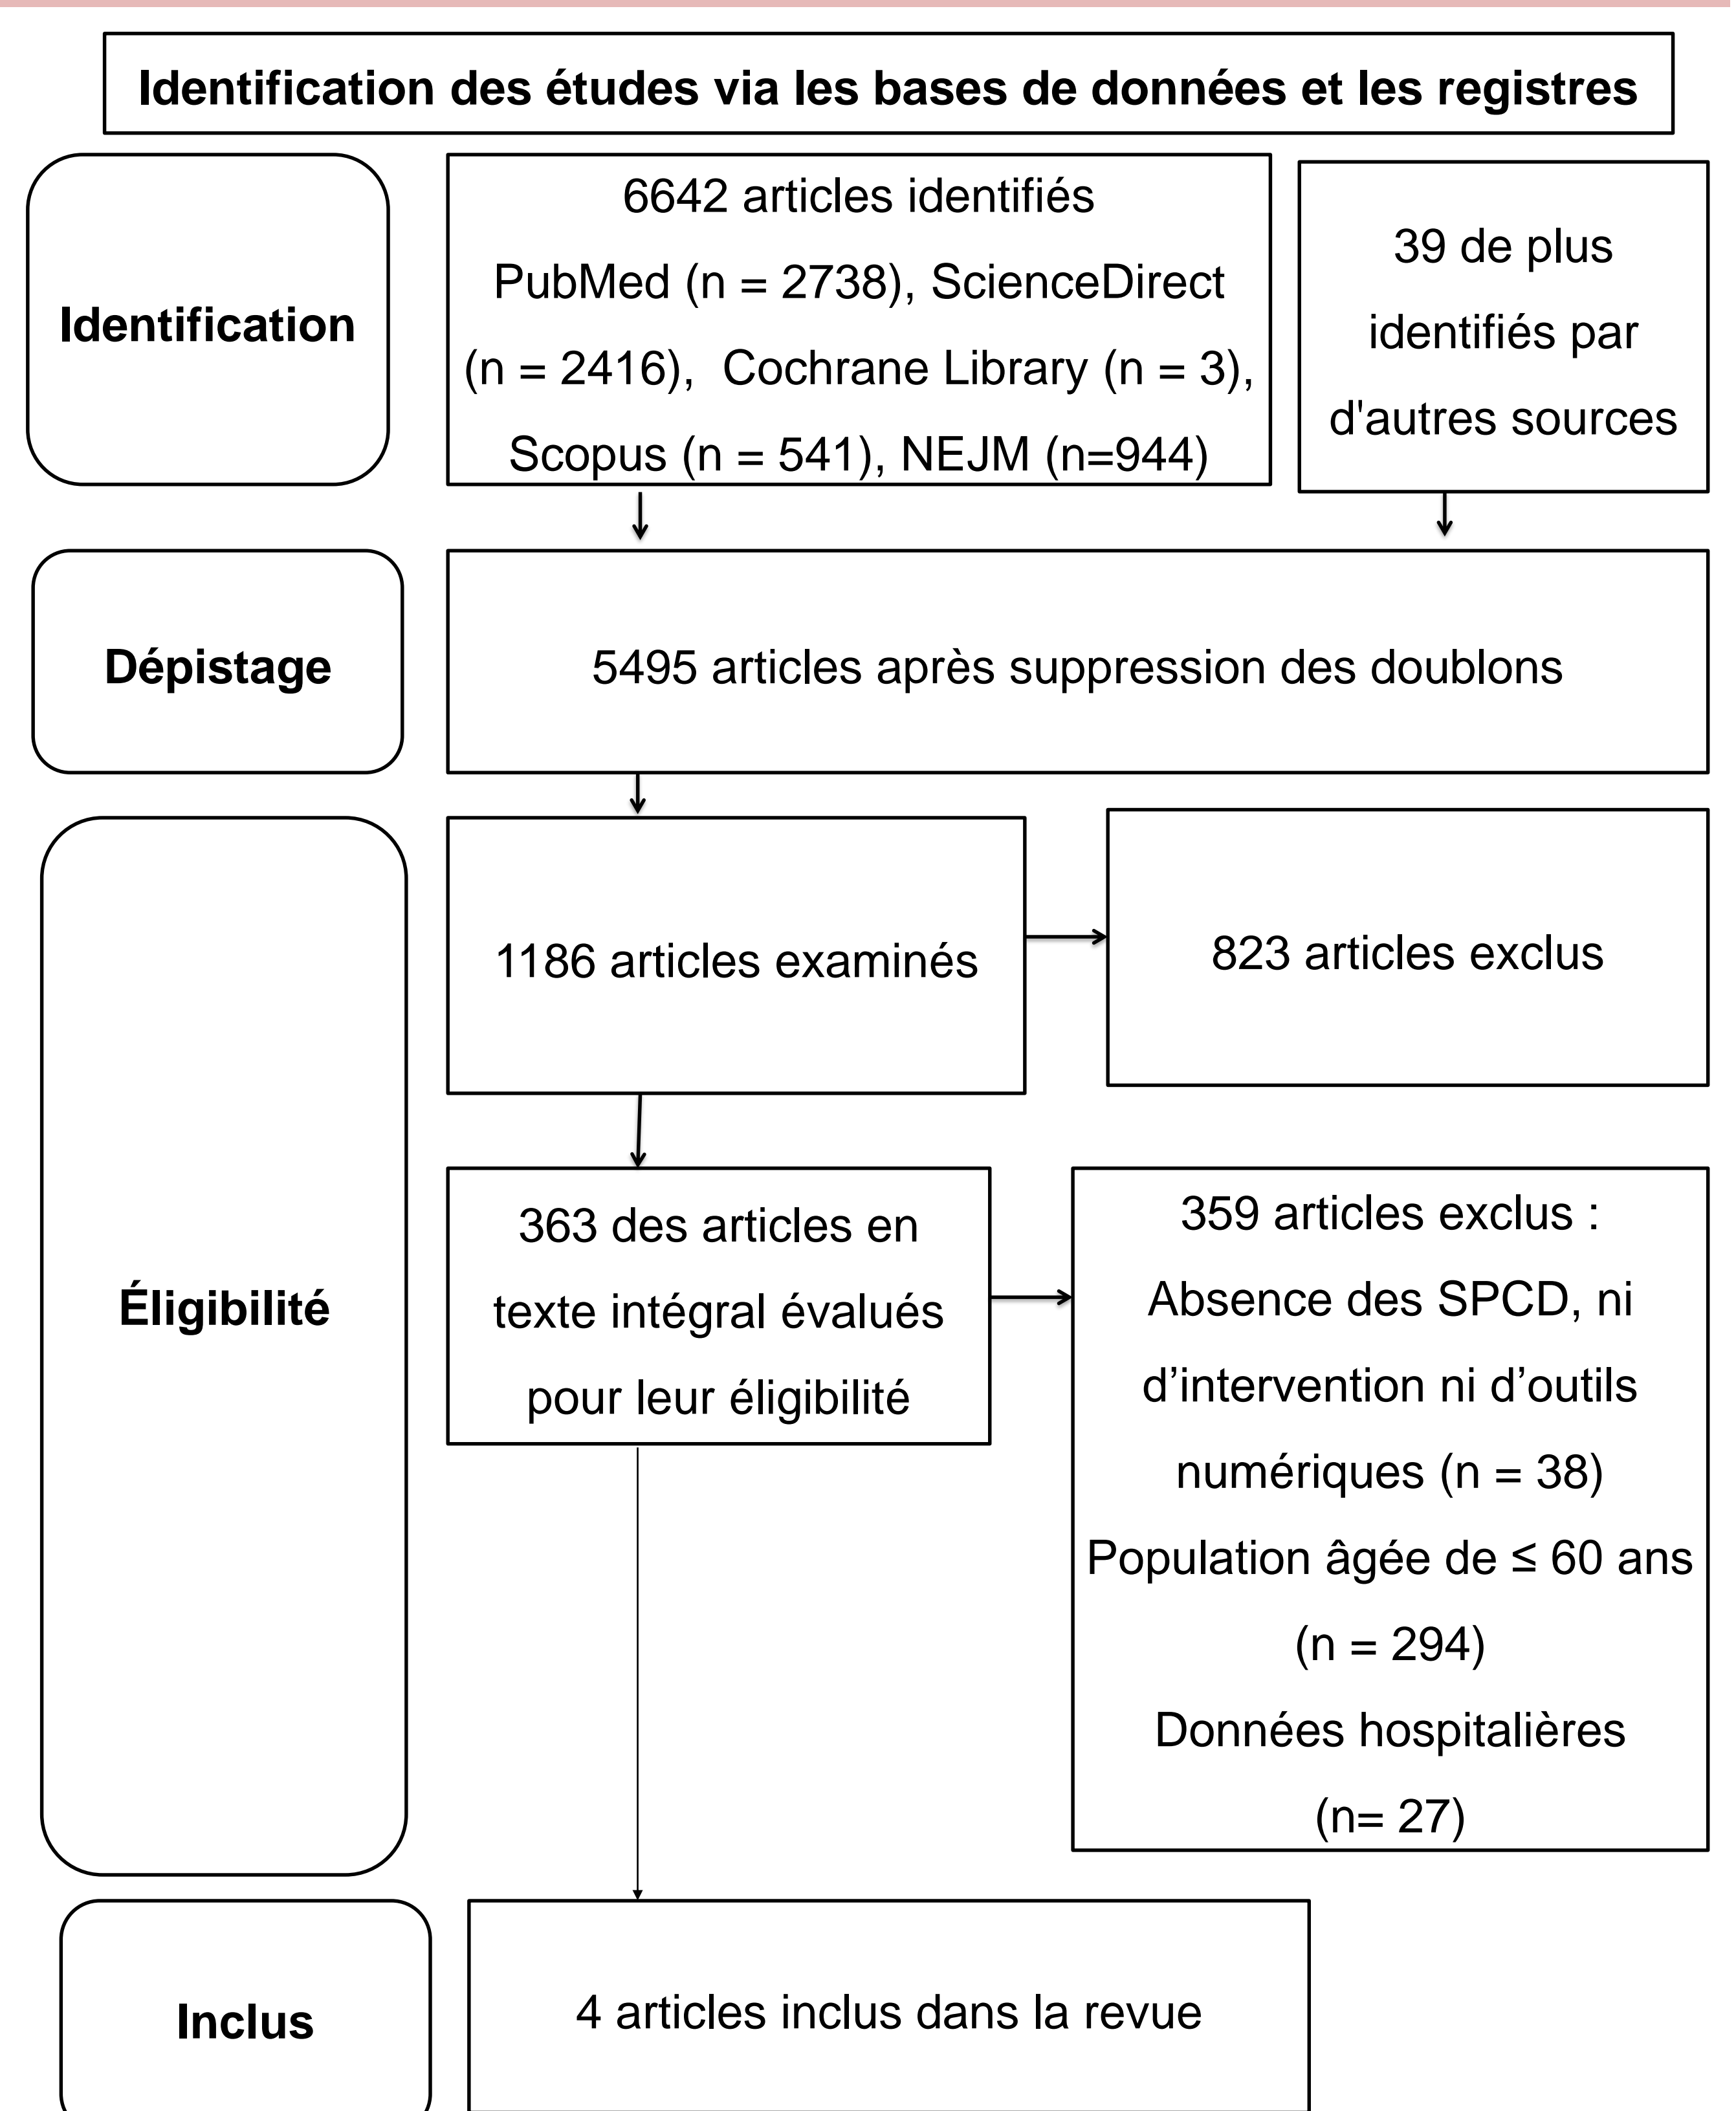 Identification des études via les bases de données et les registres
Identification
6642 articles identifiés
PubMed (n = 2738), ScienceDirect
(n = 2416), Cochrane Library (n = 3),
Scopus (n = 541), NEJM (n=944)
39 de plus
identifiés par
d'autres sources
Dépistage
5495 articles après suppression des doublons
Éligibilité
1186 articles examinés
823 articles exclus
363 des articles en
texte intégral évalués
pour leur éligibilité
359 articles exclus :
Absence des SPCD, ni
d’intervention ni d’outils
numériques (n = 38)
Population âgée de ≤ 60 ans
(n = 294)
Données hospitalières
(n= 27)
Inclus
4 articles inclus dans la revue